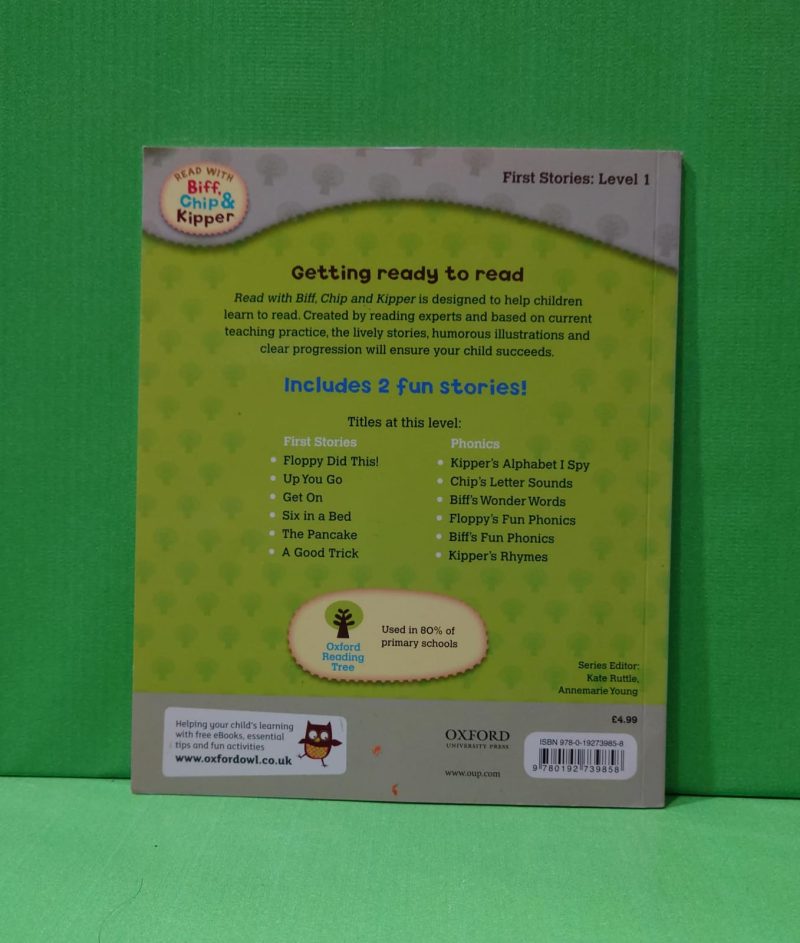 READ WITH
Biff,
Chip &
Kipper
First Stories: Level 1
Getting ready to read
Read with Biff, Chip and Kipper is designed to help children
learn to read. Created by reading experts and based on current
teaching practice, the lively stories, humorous illustrations and
clear progression will ensure your child succeeds.
Includes 2 fun stories!
Titles at this level:
First Stories
• Floppy Did This!
• Up You Go
• Get On
• Six in a Bed
• The Pancake
• A Good Trick
Phonics
• Kipper's Alphabet I Spy
• Chip's Letter Sounds
• Biff's Wonder Words
• Floppy's Fun Phonics
• Biff's Fun Phonics
• Kipper's Rhymes
Oxford
Reading
Tree
Used in 80% of
primary schools
Series Editor:
Kate Ruttle,
Annemarie Young
£4.99
Helping your child's learning
with free eBooks, essential
tips and fun activities
www.oxfordowl.co.uk
OXFORD
UNIVERSITY PRESS
www.oup.com
ISBN 978-0-19273985-8
9 780192 739858